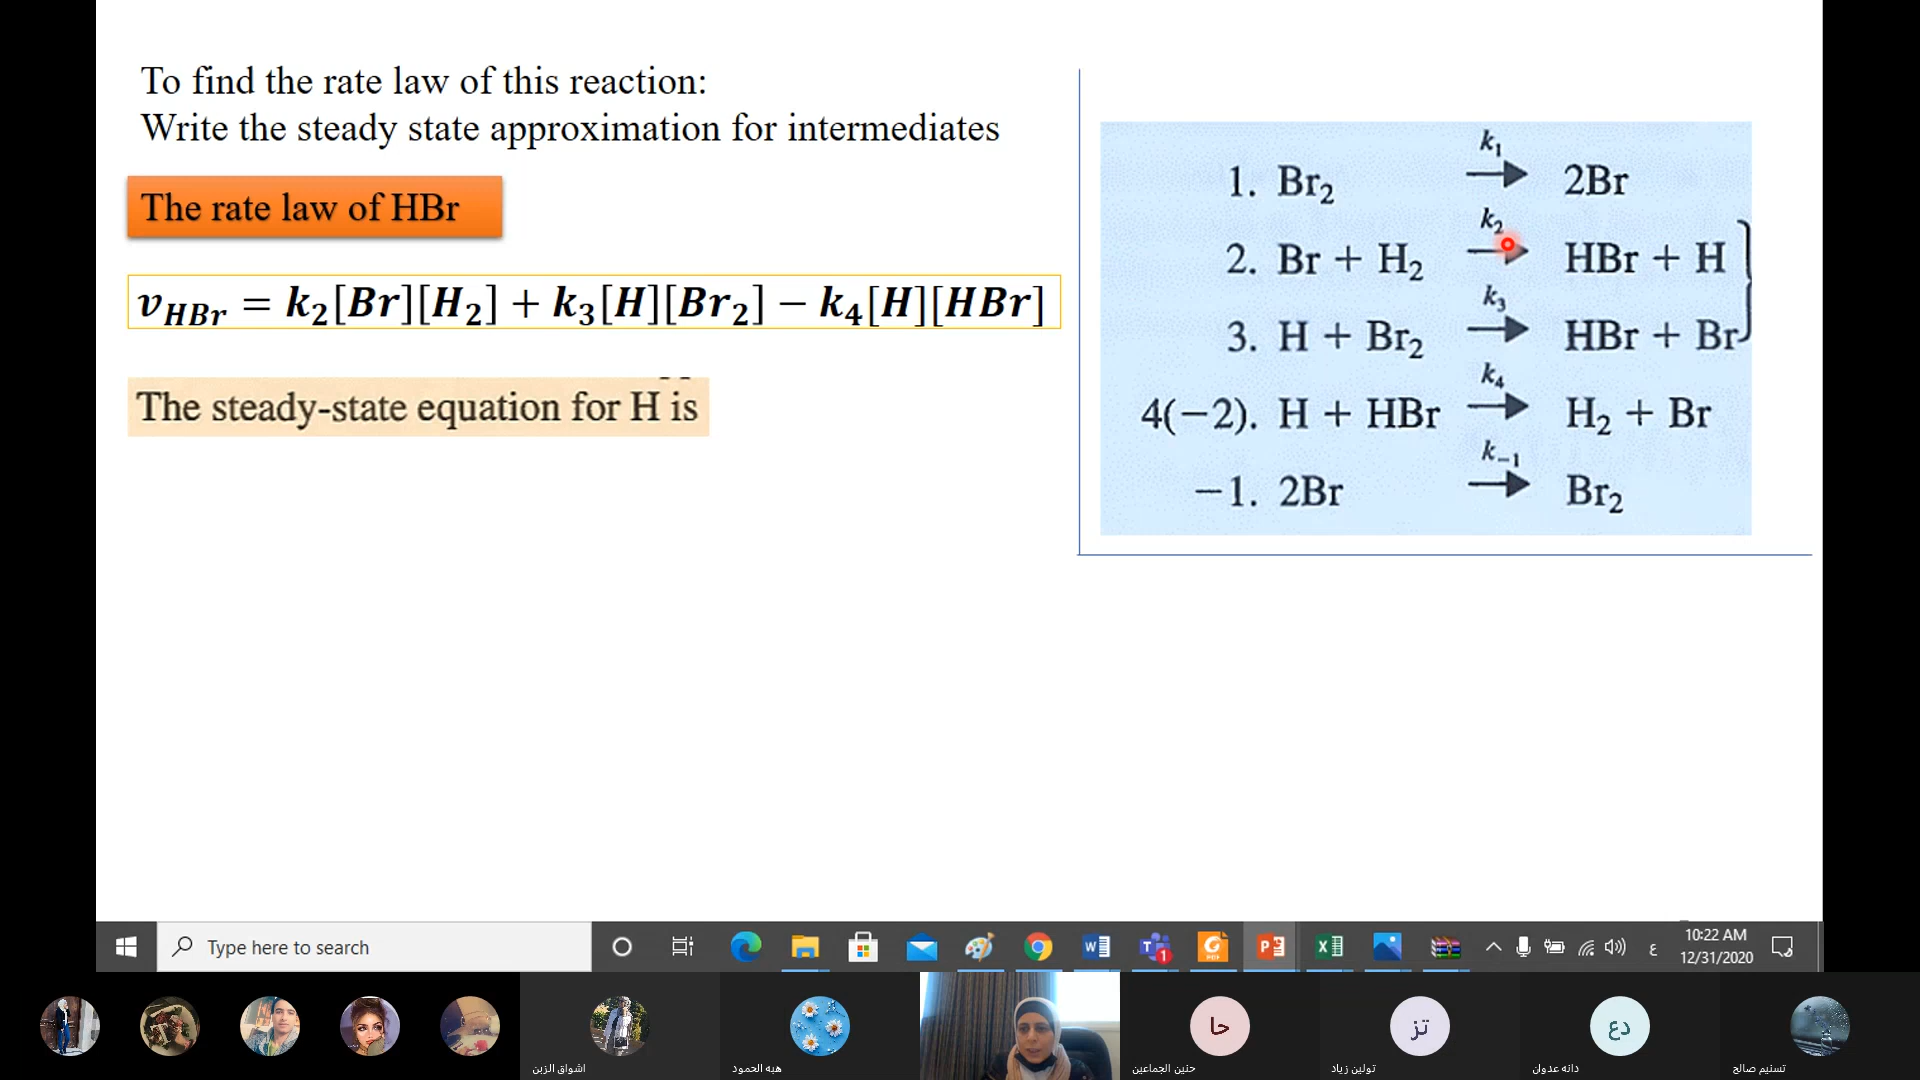 To find the rate law of this reaction:
Write the steady state approximation for intermediates
The rate law of HBr
v_HBr = k₂[Br][H₂] + k₃[H][Br₂] − k₄[H][HBr]
The steady-state equation for H is
k₁
1. Br₂ → 2Br
k₂
2. Br + H₂ → HBr + H
k₃
3. H + Br₂ → HBr + Br
k₄
4(−2). H + HBr → H₂ + Br
k₋₁
−1. 2Br → Br₂
Type here to search
ع
10:22 AM
12/31/2020
حا
تز
دع
اشواق الزبن
هبه الحمود
حنين الجماعين
تولين زياد
دانه عدوان
تسنيم صالح